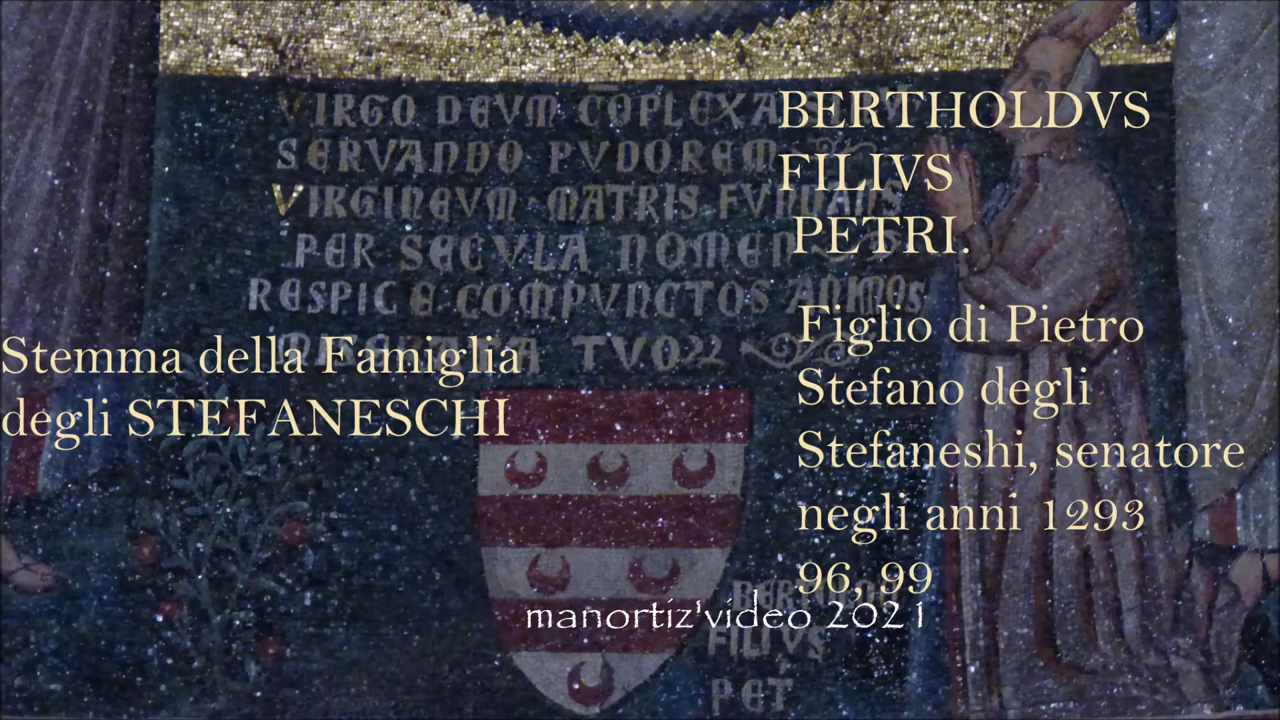 VIRGO DEVM COPLEXA
SERVANDO PVDOREM
VIRGINEVM MATRIS FVNDANS
PER SECVLA NOMEN
RESPICE COMPVNCTOS ANIMOS
TVO
BERTHOLDVS
FILIVS
PETRI.
Stemma della Famiglia
degli STEFANESCHI
Figlio di Pietro
Stefano degli
Stefaneshi, senatore
negli anni 1293
96, 99
manortiz'video 2021
FILIVS
PET